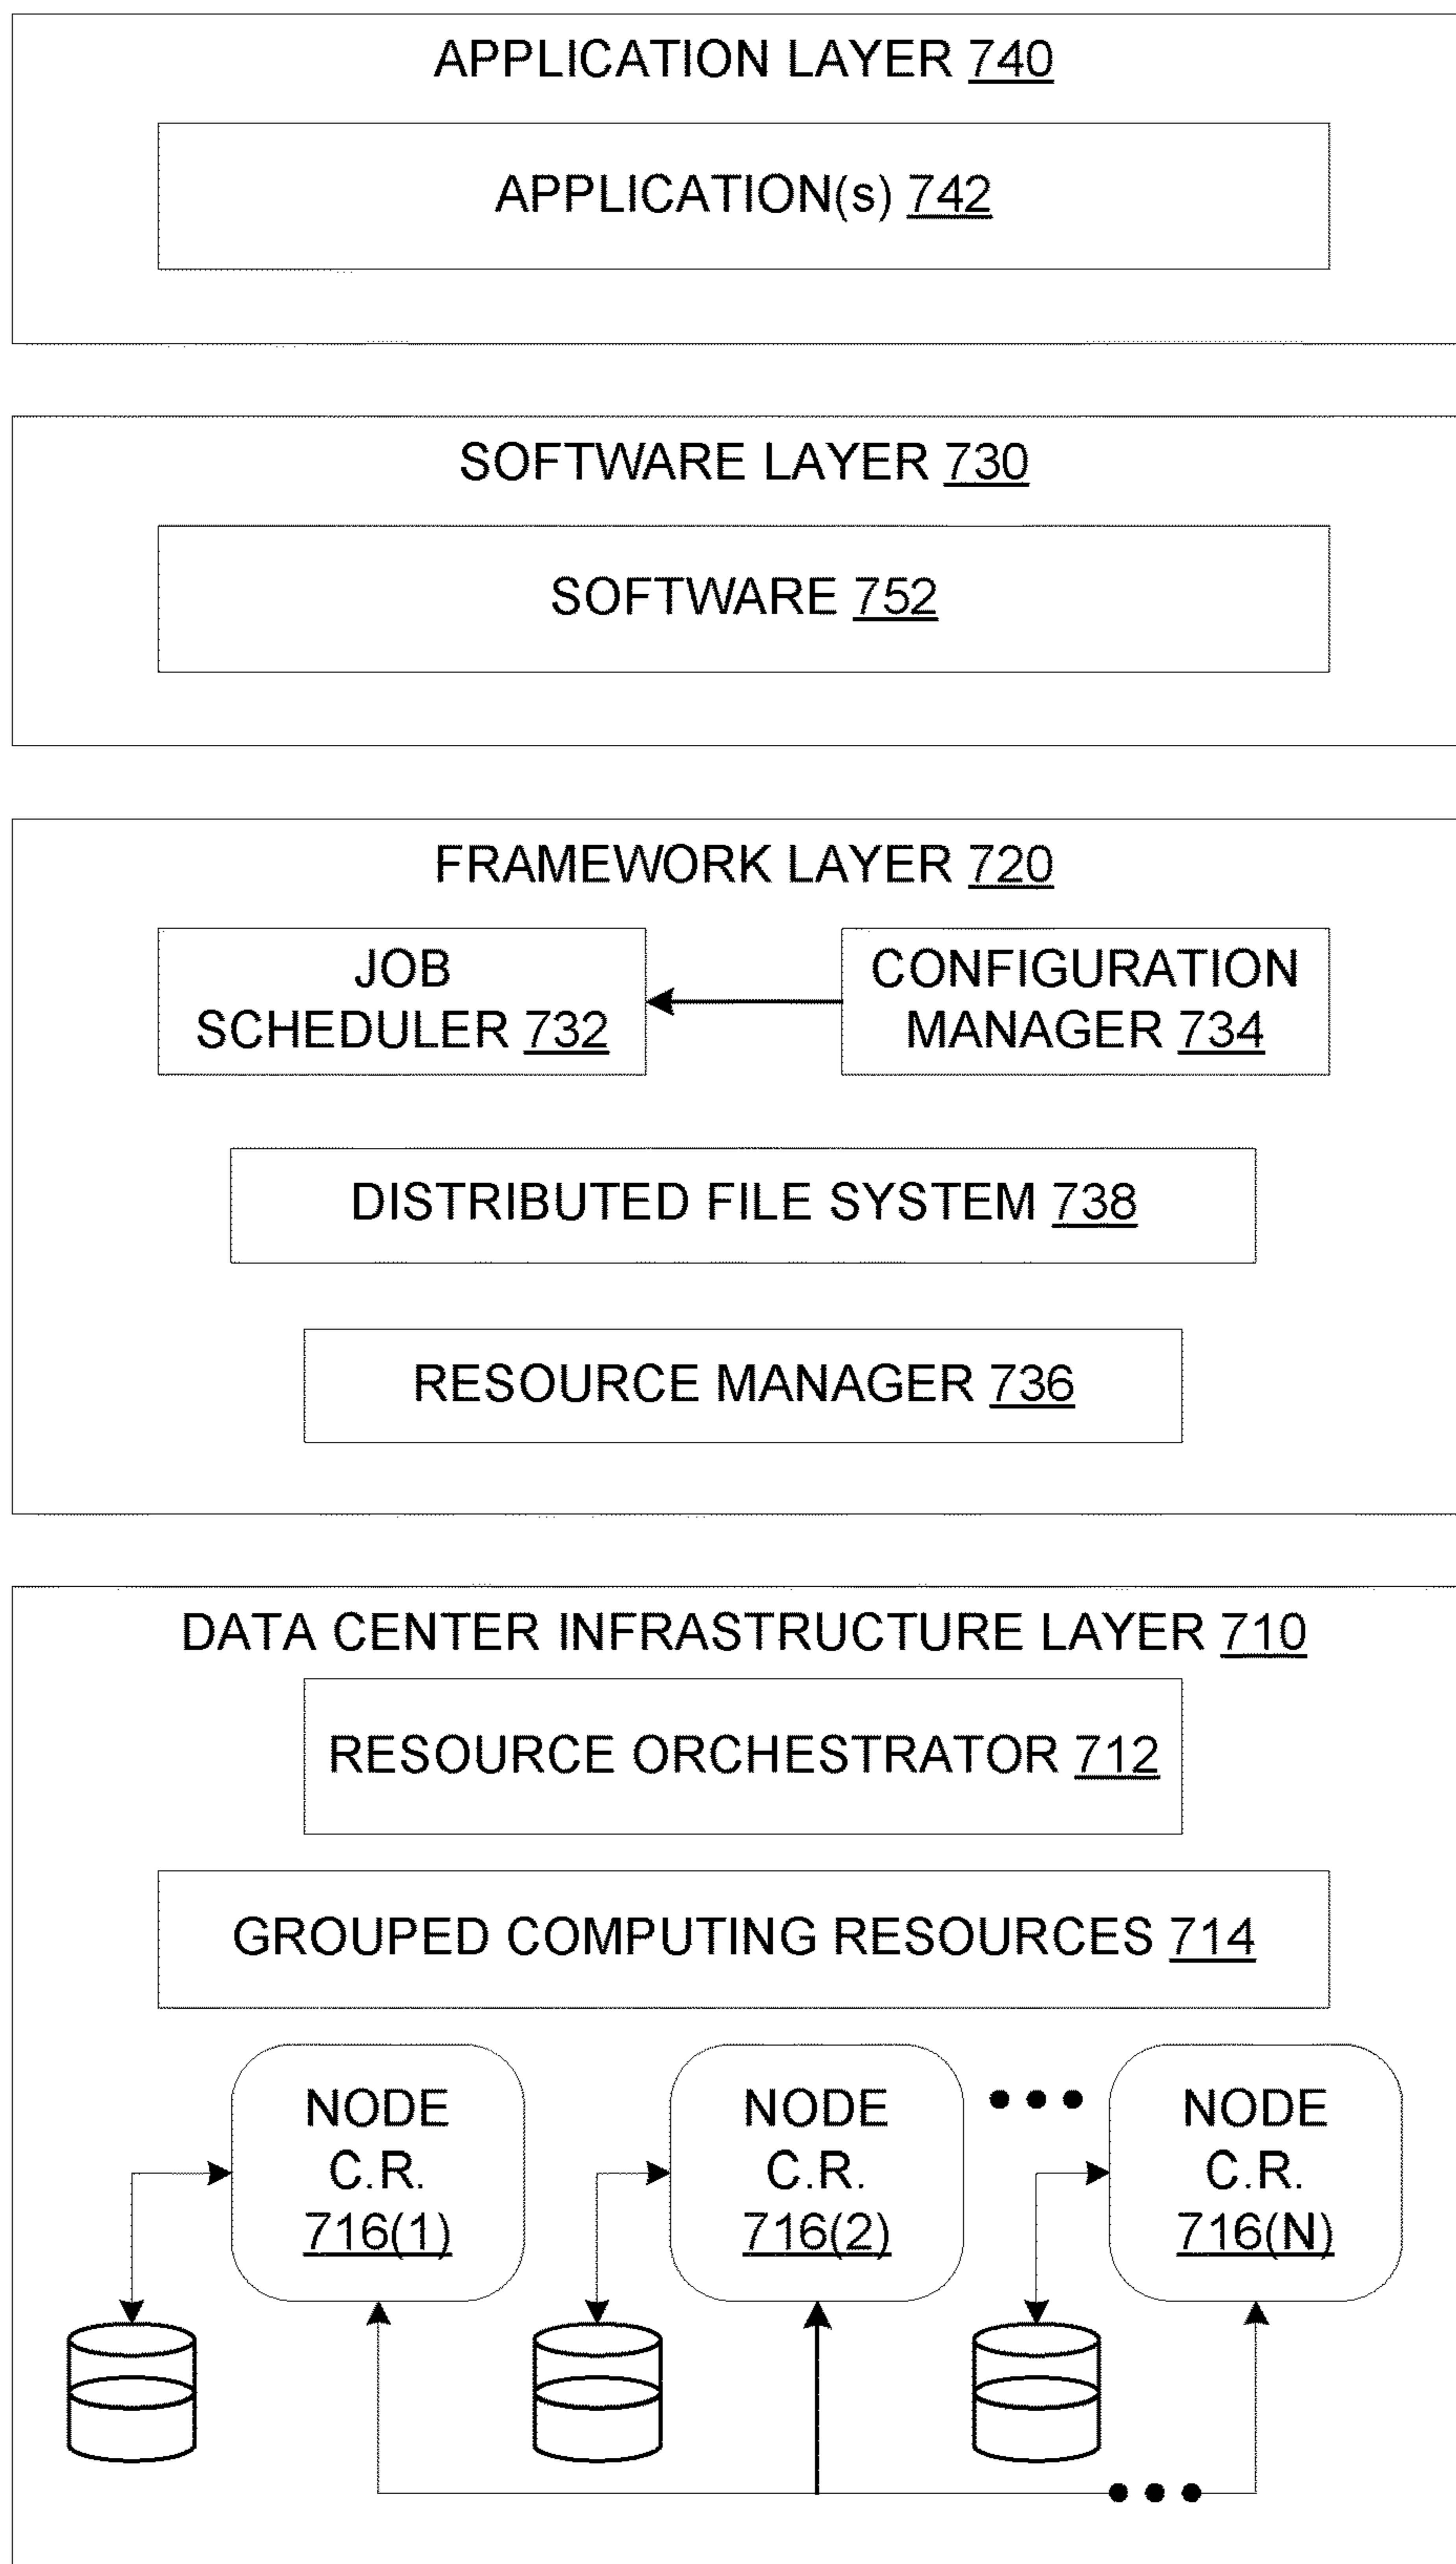 APPLICATION LAYER 740
APPLICATION(s) 742
SOFTWARE LAYER 730
SOFTWARE 752
FRAMEWORK LAYER 720
JOB
SCHEDULER 732
CONFIGURATION
MANAGER 734
DISTRIBUTED FILE SYSTEM 738
RESOURCE MANAGER 736
DATA CENTER INFRASTRUCTURE LAYER 710
RESOURCE ORCHESTRATOR 712
GROUPED COMPUTING RESOURCES 714
NODE
C.R.
716(1)
NODE
C.R.
716(2)
NODE
C.R.
716(N)